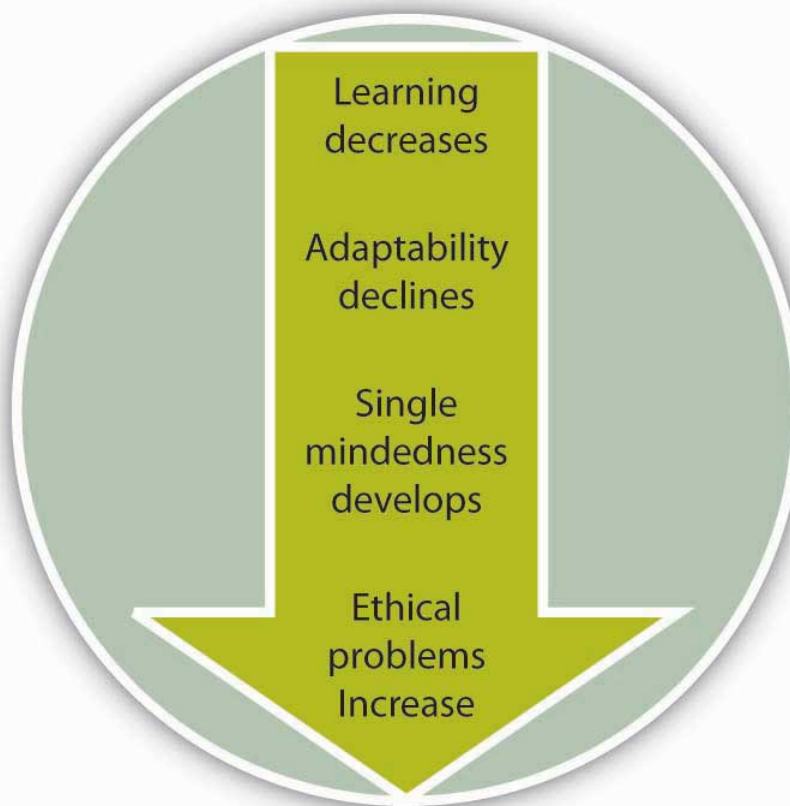 Learning
decreases
Adaptability
declines
Single
mindedness
develops
Ethical
problems
Increase